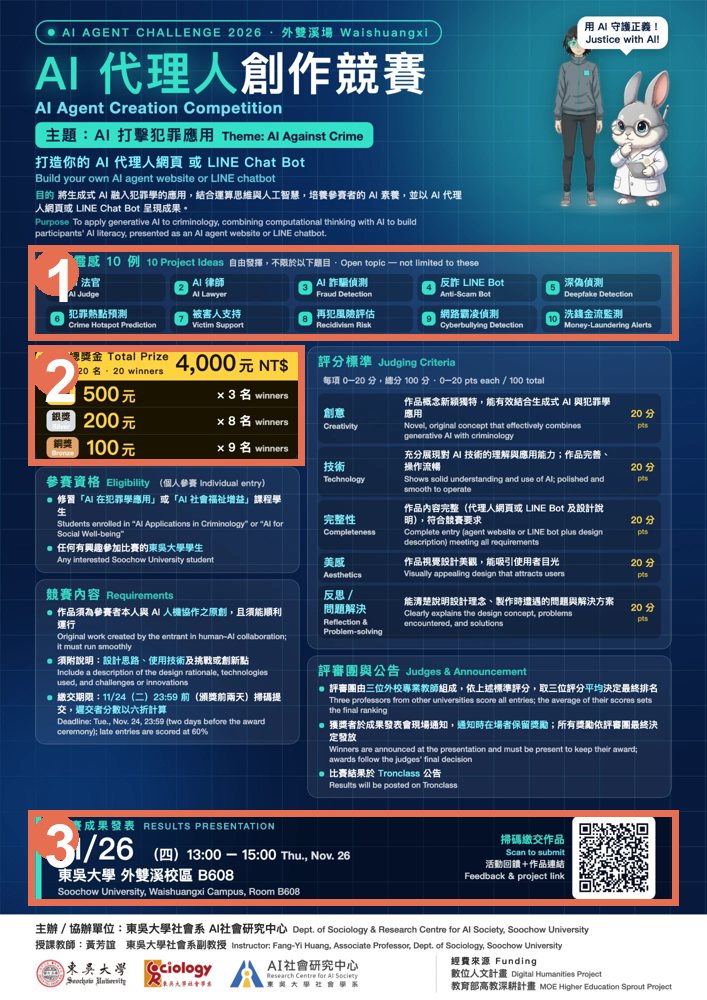 AI AGENT CHALLENGE 2026 · 外雙溪場 Waishuangxi
用 AI 守護正義！
Justice with AI!
AI 代理人創作競賽
AI Agent Creation Competition
主題：AI 打擊犯罪應用 Theme: AI Against Crime
打造你的 AI 代理人網頁 或 LINE Chat Bot
Build your own AI agent website or LINE chatbot
目的 將生成式 AI 融入犯罪學的應用，結合運算思維與人工智慧，培養參賽者的 AI 素養，並以 AI 代理
人網頁或 LINE Chat Bot 呈現成果。
Purpose To apply generative AI to criminology, combining computational thinking with AI to build
participants' AI literacy, presented as an AI agent website or LINE chatbot.
1
靈感 10 例 10 Project Ideas 自由發揮，不限於以下題目 · Open topic — not limited to these
法官
AI Judge
2 AI 律師
AI Lawyer
3 AI 詐騙偵測
Fraud Detection
4 反詐 LINE Bot
Anti-Scam Bot
5 深偽偵測
Deepfake Detection
6 犯罪熱點預測
Crime Hotspot Prediction
7 被害人支持
Victim Support
8 再犯風險評估
Recidivism Risk
9 網路霸凌偵測
Cyberbullying Detection
10 洗錢金流監測
Money-Laundering Alerts
2
總獎金 Total Prize 4,000 元 NT$
20 名 · 20 winners
500 元 × 3 名 winners
銀獎 Silver 200 元 × 8 名 winners
銅獎 Bronze 100 元 × 9 名 winners
參賽資格 Eligibility （個人參賽 Individual entry）
修習「AI 在犯罪學應用」或「AI 社會福祉增益」課程學
生
Students enrolled in "AI Applications in Criminology" or "AI for
Social Well-being"
任何有興趣參加比賽的東吳大學學生
Any interested Soochow University student
競賽內容 Requirements
作品須為參賽者本人與 AI 人機協作之原創，且須能順利
運行
Original work created by the entrant in human–AI collaboration;
it must run smoothly
須附說明：設計思路、使用技術及挑戰或創新點
Include a description of the design rationale, technologies
used, and challenges or innovations
繳交期限：11/24（二）23:59 前（頒獎前兩天）掃碼提
交，遲交者分數以六折計算
Deadline: Tue., Nov. 24, 23:59 (two days before the award
ceremony); late entries are scored at 60%
評分標準 Judging Criteria
每項 0–20 分，總分 100 分 · 0–20 pts each / 100 total
創意
Creativity
作品概念新穎獨特，能有效結合生成式 AI 與犯罪學
應用
Novel, original concept that effectively combines
generative AI with criminology
20 分
pts
技術
Technology
充分展現對 AI 技術的理解與應用能力；作品完善、
操作流暢
Shows solid understanding and use of AI; polished and
smooth to operate
20 分
pts
完整性
Completeness
作品內容完整（代理人網頁或 LINE Bot 及設計說
明），符合競賽要求
Complete entry (agent website or LINE bot plus design
description) meeting all requirements
20 分
pts
美感
Aesthetics
作品視覺設計美觀，能吸引使用者目光
Visually appealing design that attracts users
20 分
pts
反思 /
問題解決
Reflection &
Problem-solving
能清楚說明設計理念、製作時遭遇的問題與解決方案
Clearly explains the design concept, problems
encountered, and solutions
20 分
pts
評審團與公告 Judges & Announcement
評審團由三位外校專業教師組成，依上述標準評分，取三位評分平均決定最終排名
Three professors from other universities score all entries; the average of their scores sets
the final ranking
獲獎者於成果發表會現場通知，通知時在場者保留獎勵；所有獎勵依評審團最終決
定發放
Winners are announced at the presentation and must be present to keep their award;
awards follow the judges' final decision
比賽結果於 Tronclass 公告
Results will be posted on Tronclass
3
賽成果發表 RESULTS PRESENTATION
1/26 （四）13:00 – 15:00 Thu., Nov. 26
東吳大學 外雙溪校區 B608
Soochow University, Waishuangxi Campus, Room B608
掃碼繳交作品
Scan to submit
活動回饋＋作品連結
Feedback & project link
主辦 / 協辦單位：東吳大學社會系 AI社會研究中心 Dept. of Sociology & Research Centre for AI Society, Soochow University
授課教師：黃芳誼 東吳大學社會系副教授 Instructor: Fang-Yi Huang, Associate Professor, Dept. of Sociology, Soochow University
東吳大學
Soochow University
Sociology
東吳大學社會學系
AI社會研究中心
Research Centre for AI Society
東吳大學社會學系
經費來源 Funding
數位人文計畫 Digital Humanities Project
教育部高教深耕計畫 MOE Higher Education Sprout Project